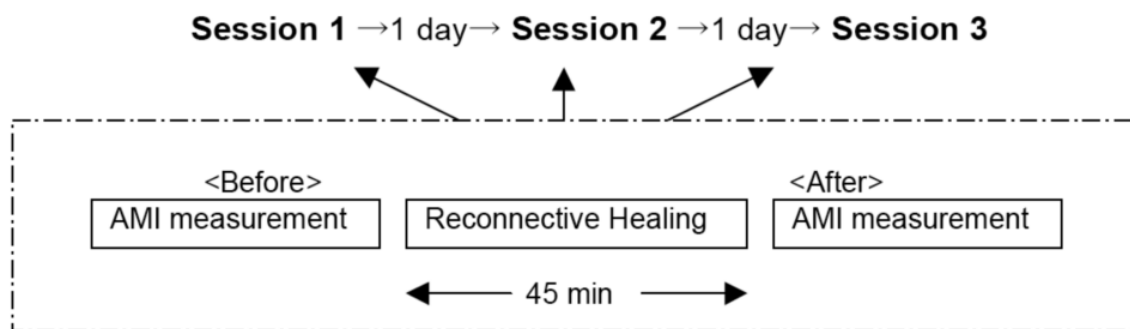 Session 1 →1 day→ Session 2 →1 day→ Session 3
<Before> <After>
AMI measurement Reconnective Healing AMI measurement
45 min